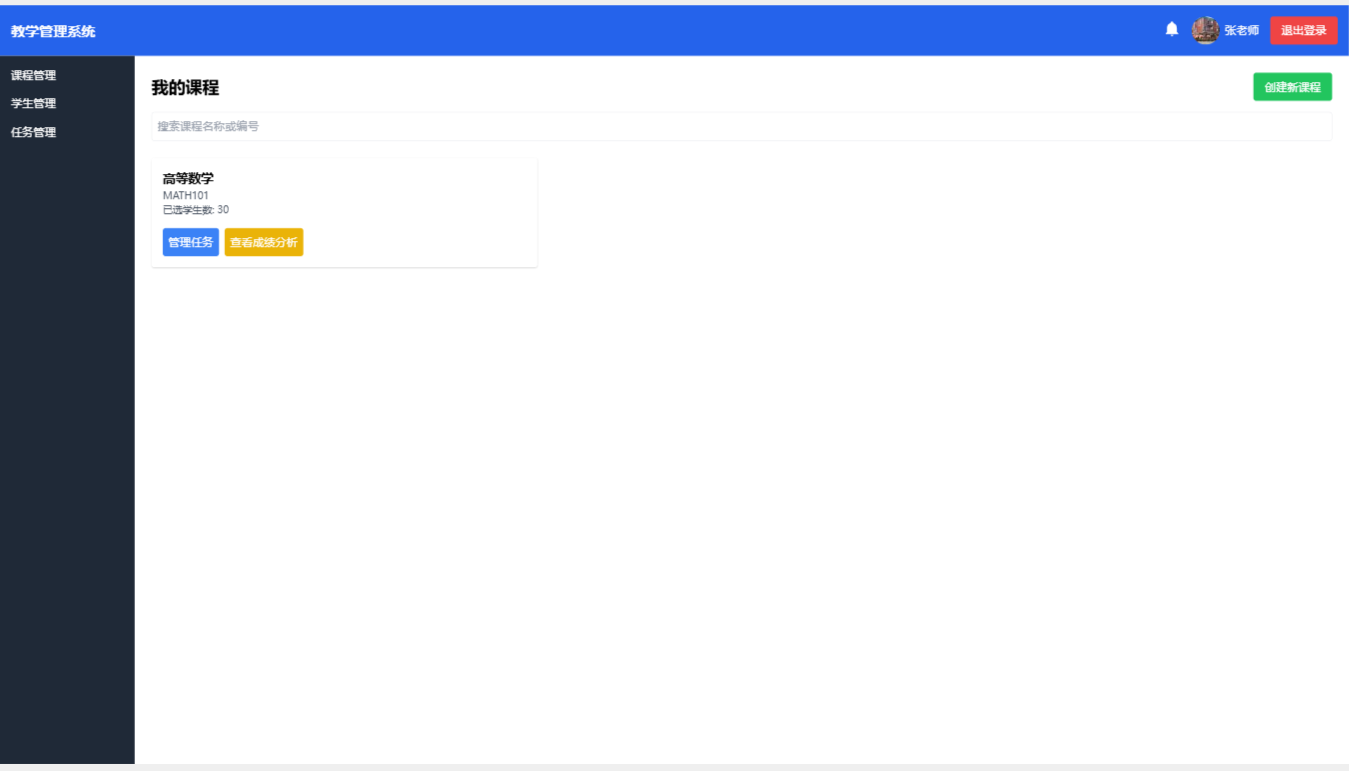 教学管理系统
张老师 退出登录
课程管理
学生管理
任务管理
我的课程
创建新课程
搜索课程名称或编号
高等数学
MATH101
已选学生数: 30
管理任务 查看成绩分析